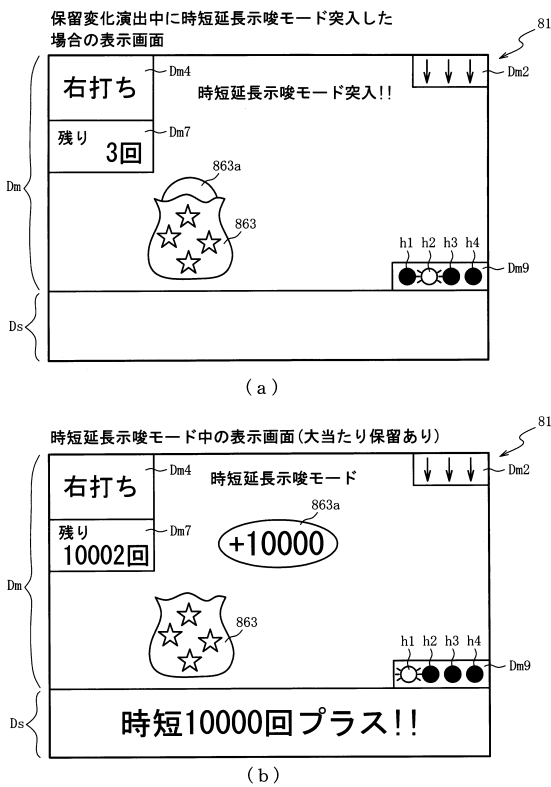 保留変化演出中に時短延長示唆モード突入した
場合の表示画面
81
右打ち
Dm4
時短延長示唆モード突入!!
Dm2
残り
3回
Dm7
Dm
863a
863
h1 h2 h3 h4
Dm9
Ds
(a)
時短延長示唆モード中の表示画面(大当たり保留あり)
81
右打ち
Dm4
時短延長示唆モード
Dm2
残り
10002回
Dm7
863a
+10000
Dm
863
h1 h2 h3 h4
Dm9
Ds
時短10000回プラス!!
(b)